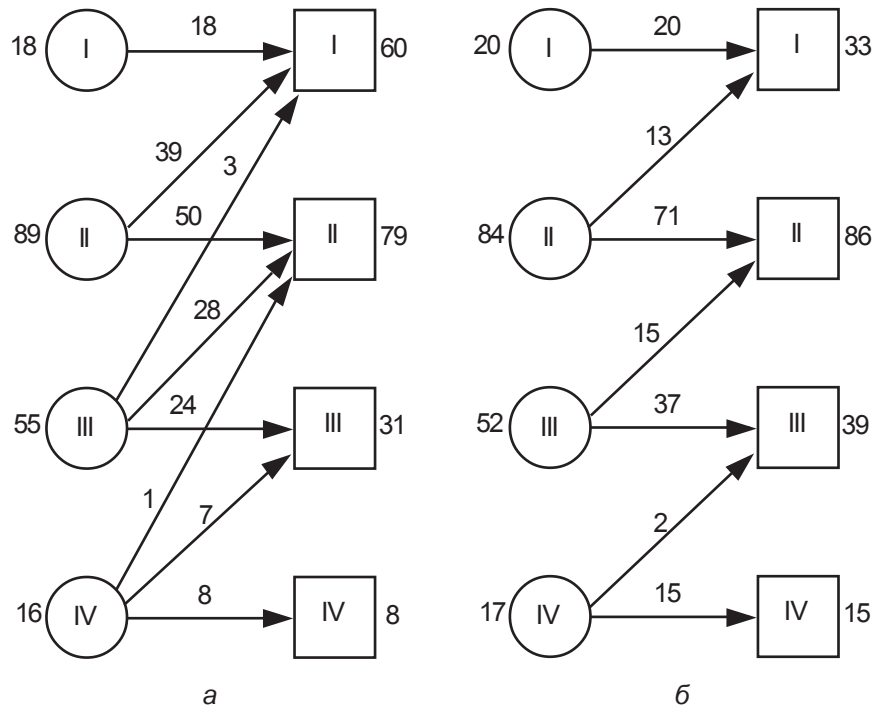 18 I 18 I 60
39
3
89 II 50 II 79
28
55 III 24 III 31
1
7
16 IV 8 IV 8
а
20 I 20 I 33
13
84 II 71 II 86
15
52 III 37 III 39
2
17 IV 15 IV 15
б